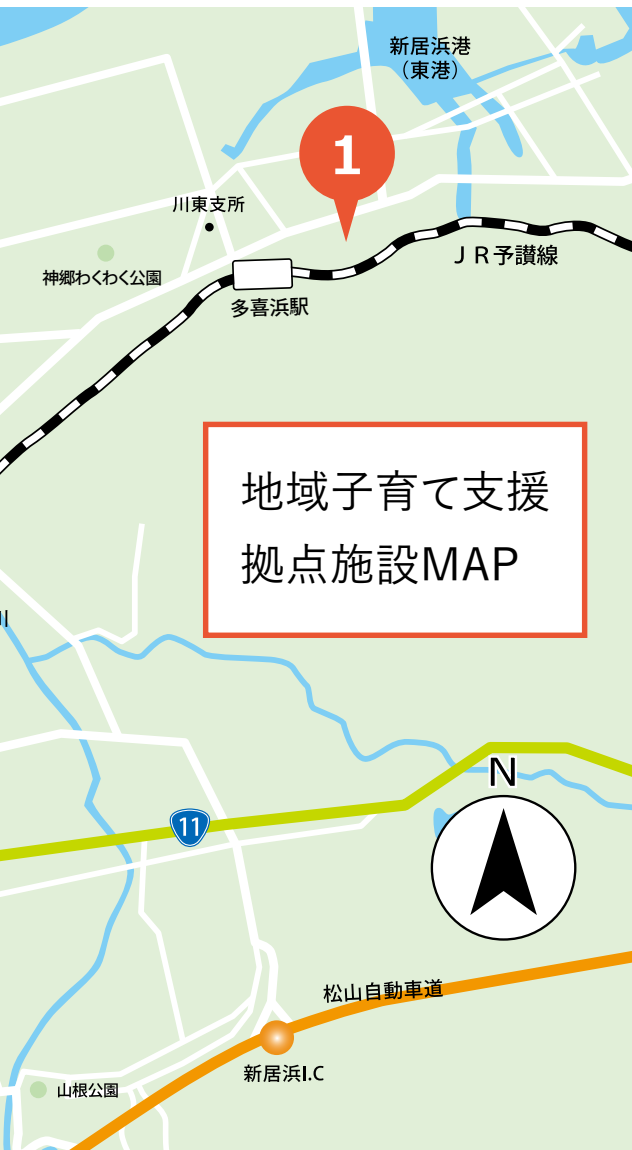 新居浜港
（東港）
1
川東支所
ＪＲ予讃線
神郷わくわく公園
多喜浜駅
地域子育て支援
拠点施設MAP
川
N
11
松山自動車道
新居浜I.C
山根公園